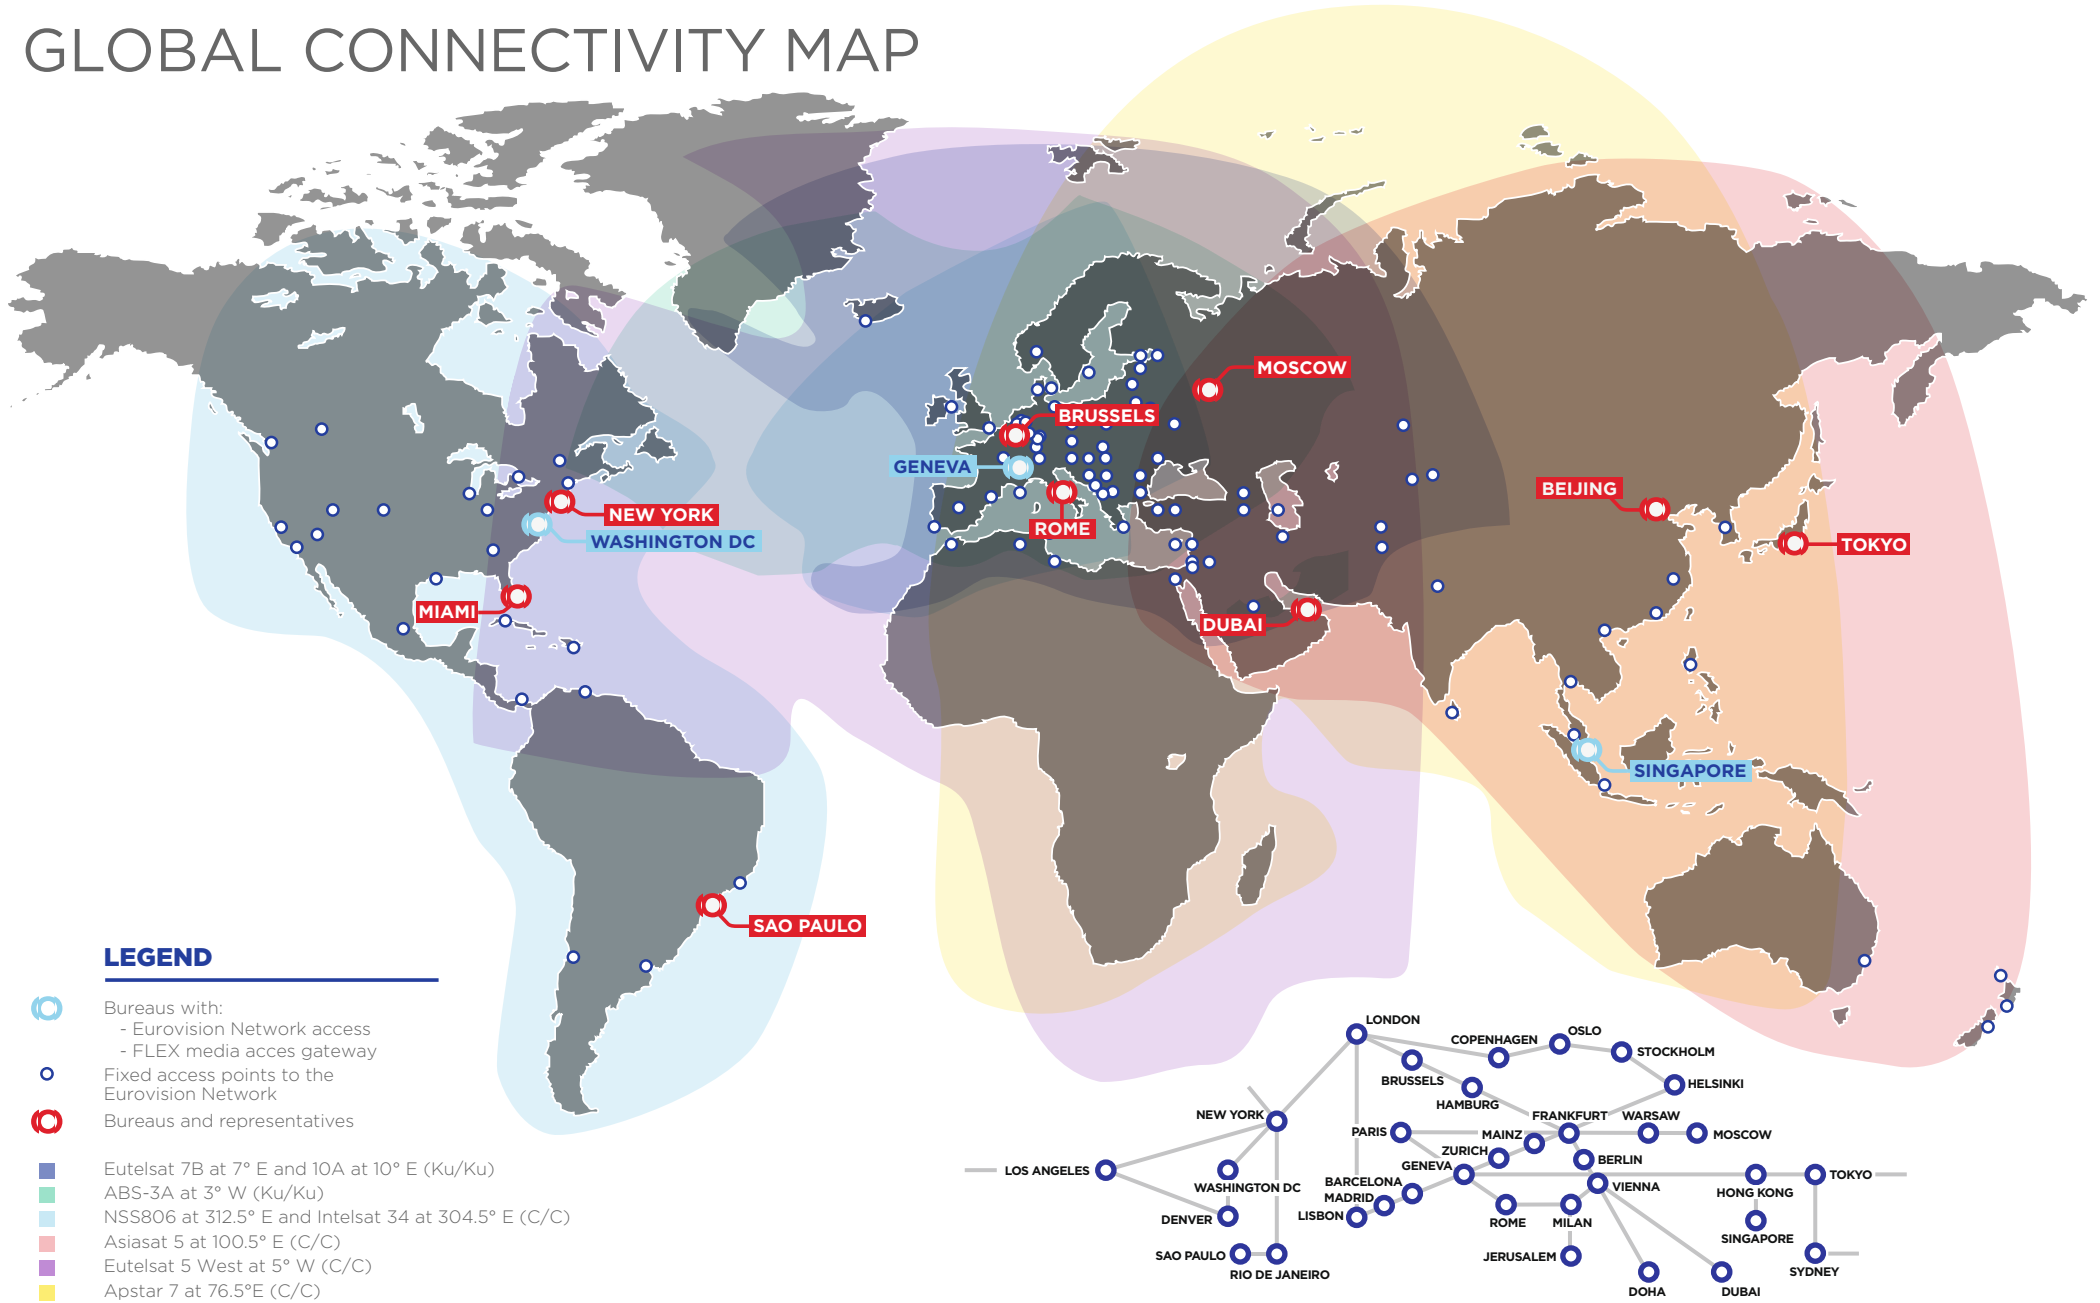 GLOBAL CONNECTIVITY MAP
MOSCOW
BRUSSELS
GENEVA
BEIJING
NEW YORK
ROME
WASHINGTON DC
TOKYO
MIAMI
DUBAI
SINGAPORE
SAO PAULO
LEGEND
Bureaus with:
- Eurovision Network access
- FLEX media acces gateway
Fixed access points to the
Eurovision Network
Bureaus and representatives
Eutelsat 7B at 7° E and 10A at 10° E (Ku/Ku)
ABS-3A at 3° W (Ku/Ku)
NSS806 at 312.5° E and Intelsat 34 at 304.5° E (C/C)
Asiasat 5 at 100.5° E (C/C)
Eutelsat 5 West at 5° W (C/C)
Apstar 7 at 76.5°E (C/C)
LONDON
COPENHAGEN
OSLO
STOCKHOLM
BRUSSELS
HELSINKI
HAMBURG
NEW YORK
FRANKFURT
WARSAW
PARIS
MAINZ
MOSCOW
ZURICH
LOS ANGELES
GENEVA
BERLIN
TOKYO
WASHINGTON DC
BARCELONA
VIENNA
HONG KONG
MADRID
DENVER
LISBON
ROME
MILAN
SINGAPORE
SAO PAULO
JERUSALEM
RIO DE JANEIRO
SYDNEY
DOHA
DUBAI